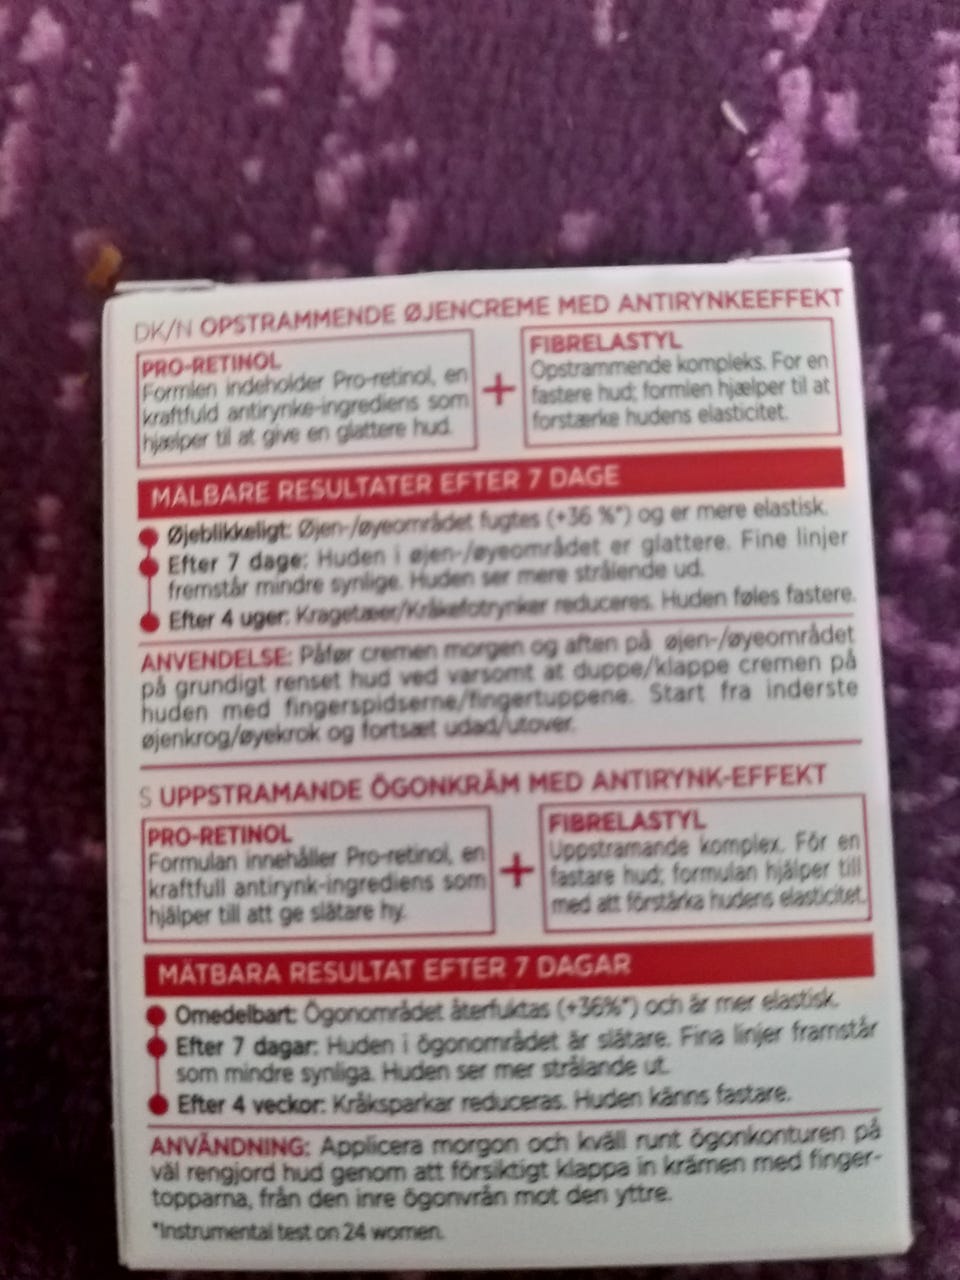 DK/N OPSTRAMMENDE ØJENCREME MED ANTIRYNKEEFFEKT
PRO-RETINOL
Formlen indeholder Pro-retinol, en
kraftfuld antirynke-ingrediens som
hjælper til at give en glattere hud.
+
FIBRELASTYL
Opstrammende kompleks. For en
fastere hud; formlen hjælper til at
forstærke hudens elasticitet.
MÅLBARE RESULTATER EFTER 7 DAGE
Øjeblikkeligt: Øjen-/øyeområdet fugtes (+36 %*) og er mere elastisk.
Efter 7 dage: Huden i øjen-/øyeområdet er glattere. Fine linjer
fremstår mindre synlige. Huden ser mere strålende ud.
Efter 4 uger: Kragetæer/Kråkefotrynker reduceres. Huden føles fastere.
ANVENDELSE: Påfør cremen morgen og aften på øjen-/øyeområdet
på grundigt renset hud ved varsomt at duppe/klappe cremen på
huden med fingerspidserne/fingertuppene. Start fra inderste
øjenkrog/øyekrok og fortsæt udad/utover.
S UPPSTRAMANDE ÖGONKRÄM MED ANTIRYNK-EFFEKT
PRO-RETINOL
Formulan innehåller Pro-retinol, en
kraftfull antirynk-ingrediens som
hjälper till att ge slätare hy.
+
FIBRELASTYL
Uppstramande komplex. För en
fastare hud; formulan hjälper till
med att förstärka hudens elasticitet.
MÄTBARA RESULTAT EFTER 7 DAGAR
Omedelbart: Ögonområdet återfuktas (+36%*) och är mer elastisk.
Efter 7 dagar: Huden i ögonområdet är slätare. Fina linjer framstår
som mindre synliga. Huden ser mer strålande ut.
Efter 4 veckor: Kråksparkar reduceras. Huden känns fastare.
ANVÄNDNING: Applicera morgon och kväll runt ögonkonturen på
väl rengjord hud genom att försiktigt klappa in krämen med finger-
topparna, från den inre ögonvrån mot den yttre.
*Instrumental test on 24 women.